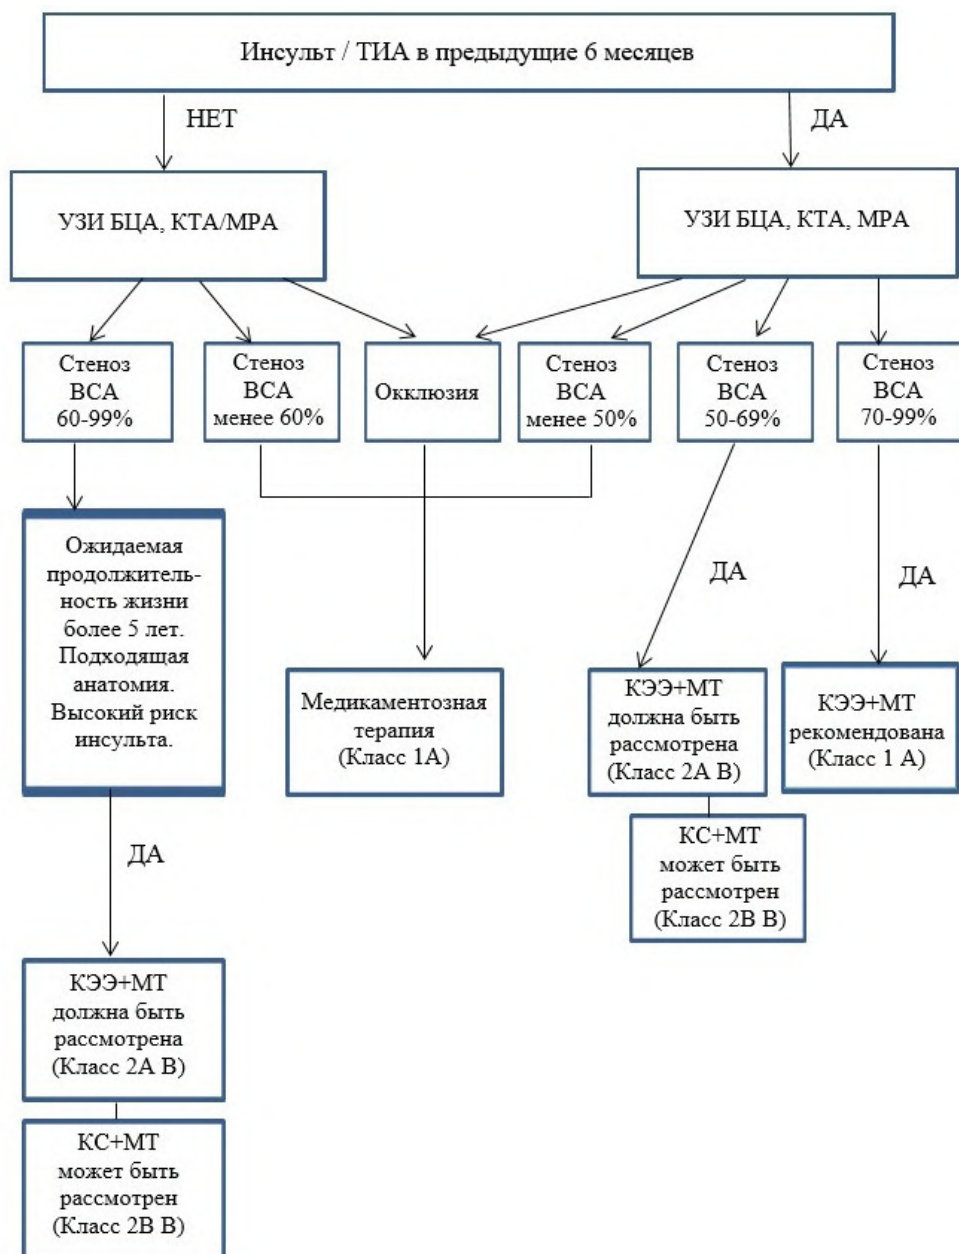 Инсульт / ТИА в предыдущие 6 месяцев
НЕТ
ДА
УЗИ БЦА, КТА/МРА
УЗИ БЦА, КТА, МРА
Стеноз
ВСА
60-99%
Стеноз
ВСА
менее 60%
Окклюзия
Стеноз
ВСА
менее 50%
Стеноз
ВСА
50-69%
Стеноз
ВСА
70-99%
Ожидаемая
продолжитель-
ность жизни
более 5 лет.
Подходящая
анатомия.
Высокий риск
инсульта.
ДА
ДА
Медикаментозная
терапия
(Класс 1А)
КЭЭ+МТ
должна быть
рассмотрена
(Класс 2А В)
КЭЭ+МТ
рекомендована
(Класс 1 А)
КС+МТ
может быть
рассмотрен
(Класс 2В В)
ДА
КЭЭ+МТ
должна быть
рассмотрена
(Класс 2А В)
КС+МТ
может быть
рассмотрен
(Класс 2В В)